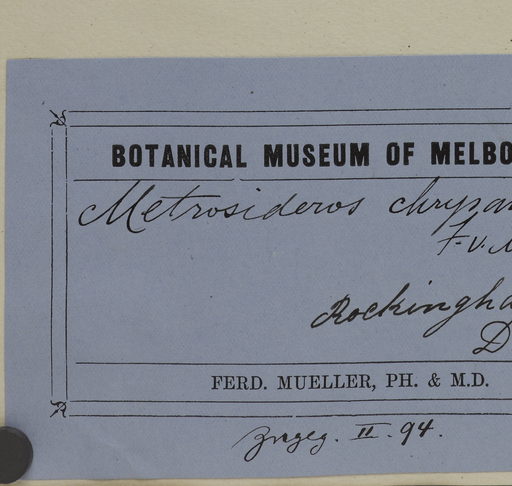 BOTANICAL MUSEUM OF MELBO
Metrosideros chrysan
F.v.M
Rockingha
D
FERD. MUELLER, PH. & M.D.
II. 94.